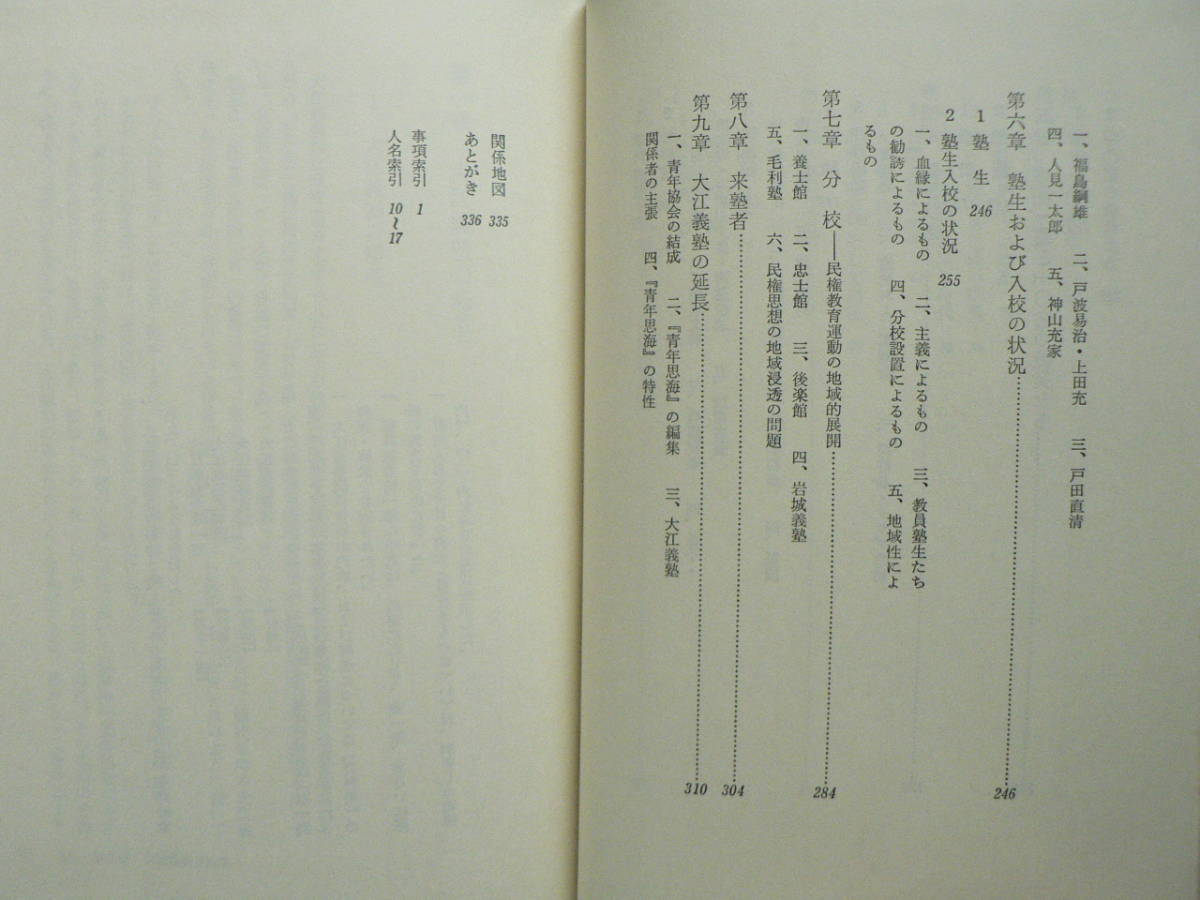 一、福島綱雄　二、戸波易治・上田充　三、戸田直清
四、人見一太郎　五、神山充家
第六章　塾生および入校の状況……246
1　塾　生　246
2　塾生入校の状況　255
一、血縁によるもの　二、主義によるもの　三、教員塾生たち
の勧誘によるもの　四、分校設置によるもの　五、地域性によ
るもの
第七章　分　校――民権教育運動の地域的展開……284
一、養士館　二、忠士館　三、後楽館　四、岩城義塾
五、毛利塾　六、民権思想の地域浸透の問題
第八章　来塾者……304
第九章　大江義塾の延長……310
一、青年協会の結成　二、『青年思海』の編集　三、大江義塾
関係者の主張　四、『青年思海』の特性
関係地図　335
あとがき　336
事項索引　1
人名索引　10〜17